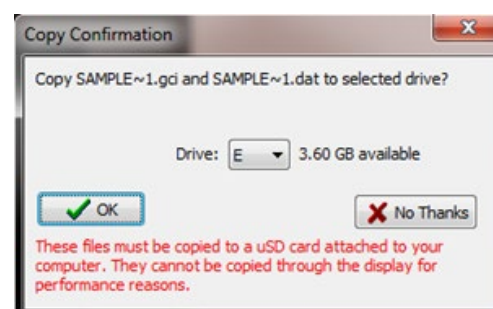 Copy Confirmation
Copy SAMPLE~1.gci and SAMPLE~1.dat to selected drive?
Drive: E 3.60 GB available
OK No Thanks
These files must be copied to a uSD card attached to your
computer. They cannot be copied through the display for
performance reasons.